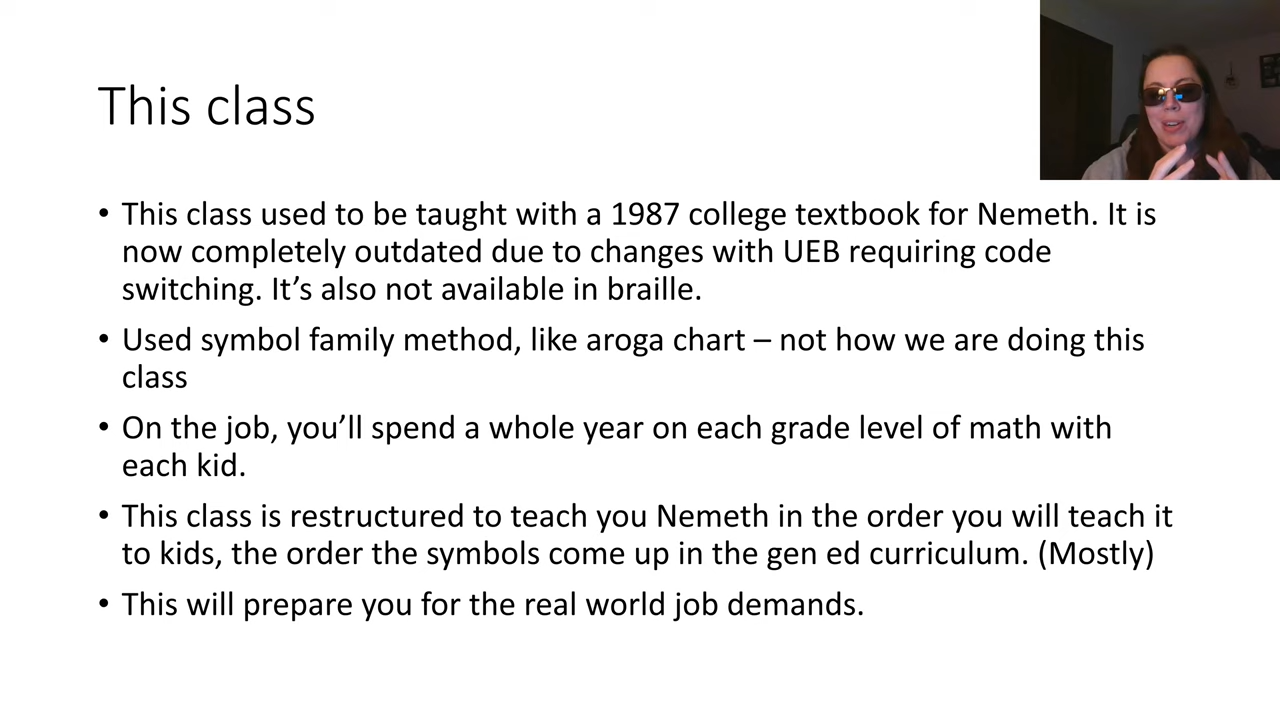 This class
• This class used to be taught with a 1987 college textbook for Nemeth. It is
now completely outdated due to changes with UEB requiring code
switching. It’s also not available in braille.
• Used symbol family method, like aroga chart – not how we are doing this
class
• On the job, you’ll spend a whole year on each grade level of math with
each kid.
• This class is restructured to teach you Nemeth in the order you will teach it
to kids, the order the symbols come up in the gen ed curriculum. (Mostly)
• This will prepare you for the real world job demands.